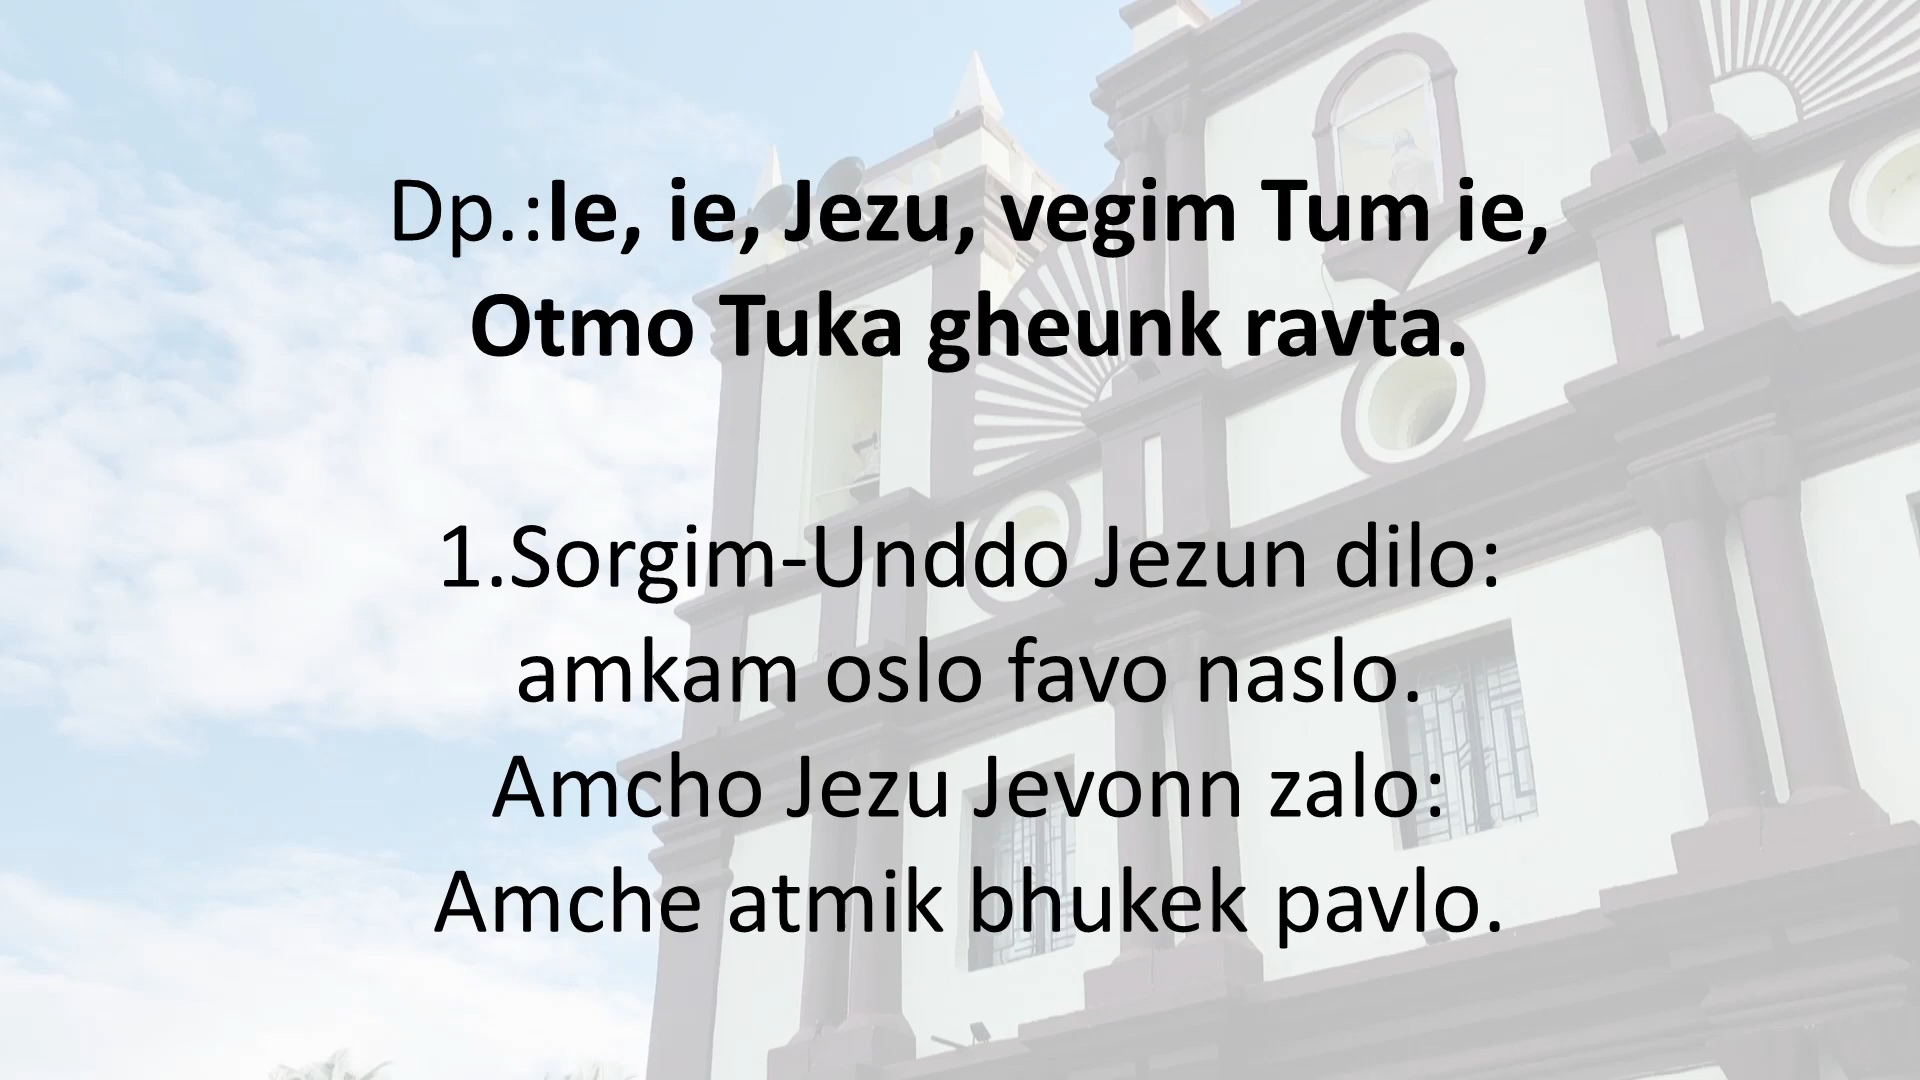 Dp.:Ie, ie, Jezu, vegim Tum ie,
Otmo Tuka gheunk ravta.
1.Sorgim-Unddo Jezun dilo:
amkam oslo favo naslo.
Amcho Jezu Jevonn zalo:
Amche atmik bhukek pavlo.